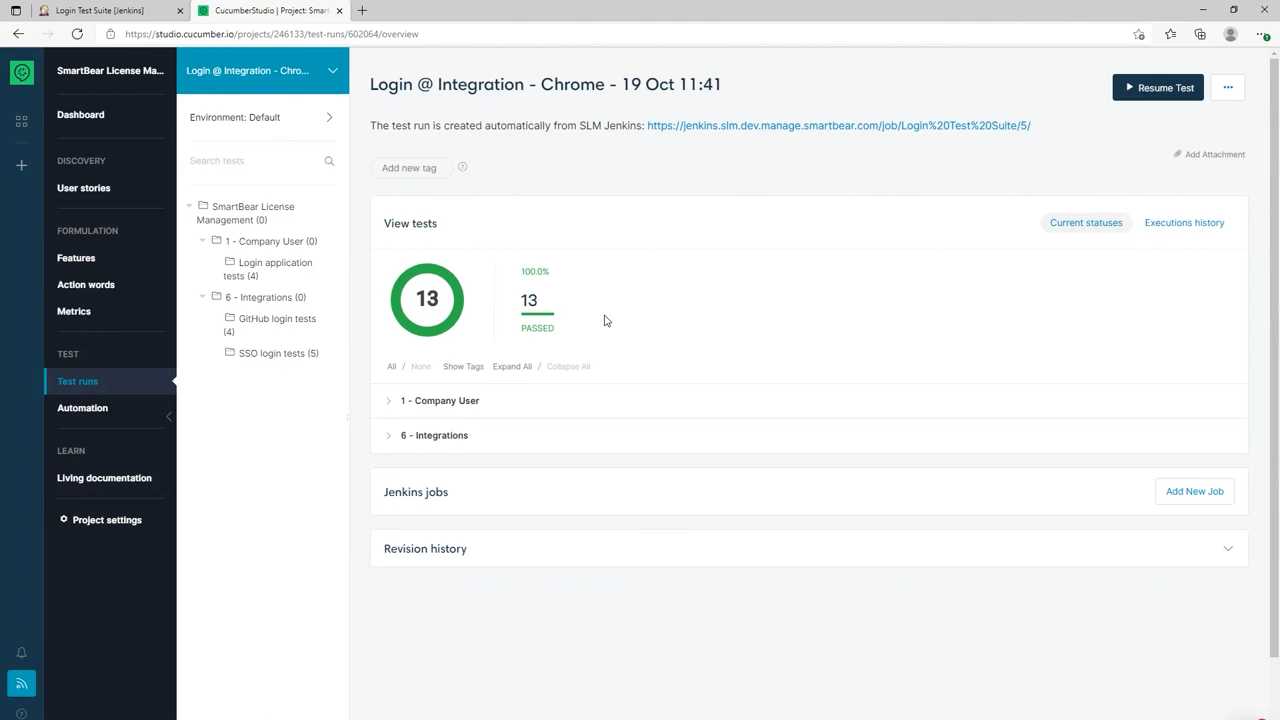 Login Test Suite [Jenkins]
CucumberStudio | Project: Smart
https://studio.cucumber.io/projects/246133/test-runs/602064/overview
SmartBear License Ma...
Dashboard
DISCOVERY
User stories
FORMULATION
Features
Action words
Metrics
TEST
Test runs
Automation
LEARN
Living documentation
Project settings
Login @ Integration - Chro...
Environment: Default
Search tests
SmartBear License
Management (0)
1 - Company User (0)
Login application
tests (4)
6 - Integrations (0)
GitHub login tests
(4)
SSO login tests (5)
Login @ Integration - Chrome - 19 Oct 11:41
Resume Test
The test run is created automatically from SLM Jenkins: https://jenkins.slm.dev.manage.smartbear.com/job/Login%20Test%20Suite/5/
Add Attachment
Add new tag
View tests
Current statuses
Executions history
13
100.0%
13
PASSED
All / None Show Tags Expand All / Collapse All
1 - Company User
6 - Integrations
Jenkins jobs
Add New Job
Revision history